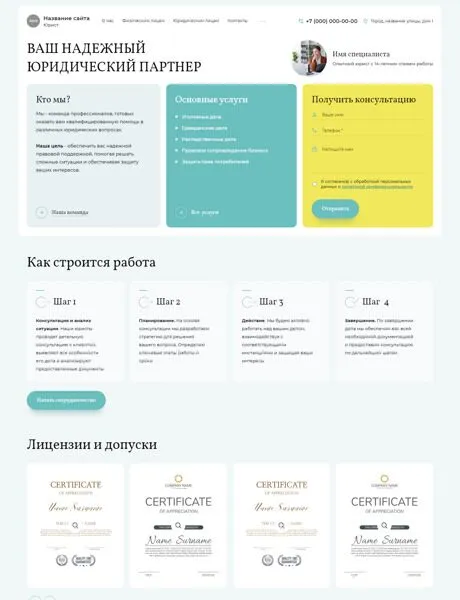 Название сайта
Юрист
О нас
Физическим лицам
Юридическим лицам
Контакты
+7 (000) 000-00-00
Город, название улицы, дом 1
ВАШ НАДЕЖНЫЙ
ЮРИДИЧЕСКИЙ ПАРТНЕР
Имя специалиста
Опытный юрист с 14-летним стажем работы
Кто мы?
Мы - команда профессионалов, готовых
оказать вам квалифицированную помощь в
различных юридических вопросах.
Наша цель - обеспечить вас надежной
правовой поддержкой, помогая решать
сложные ситуации и обеспечивая защиту
ваших интересов.
Наша команда
Основные услуги
Уголовные дела
Гражданские дела
Наследственные дела
Правовое сопровождение бизнеса
Защита прав потребителей
Все услуги
Получить консультацию
Ваше имя
Телефон *
Напишите нам
Я согласен(на) с обработкой персональных
данных и политикой конфиденциальности
Отправить
Как строится работа
Шаг 1
Консультация и анализ
ситуации. Наши юристы
проводят детальную
консультацию с клиентом,
выявляют все особенности
его дела и анализируют
предоставленные документы
Шаг 2
Планирование. На основе
консультации мы разработаем
стратегию для решения
вашего вопроса. Определим
ключевые этапы работы и
сроки
Шаг 3
Действие. Мы будем активно
работать над вашим делом,
взаимодействуя с
соответствующими
инстанциями и защищая ваши
интересы
Шаг 4
Завершение. По завершении
дела мы обеспечим вас всей
необходимой документацией
и предоставим консультацию
по дальнейшим шагам
Начать сотрудничество
Лицензии и допуски
CERTIFICATE
OF APPRECIATION
Your Surname
COMPANY NAME
CERTIFICATE
OF APPRECIATION
Name Surname
CERTIFICATE
OF APPRECIATION
Your Surname
COMPANY NAME
CERTIFICATE
OF APPRECIATION
Name Surname